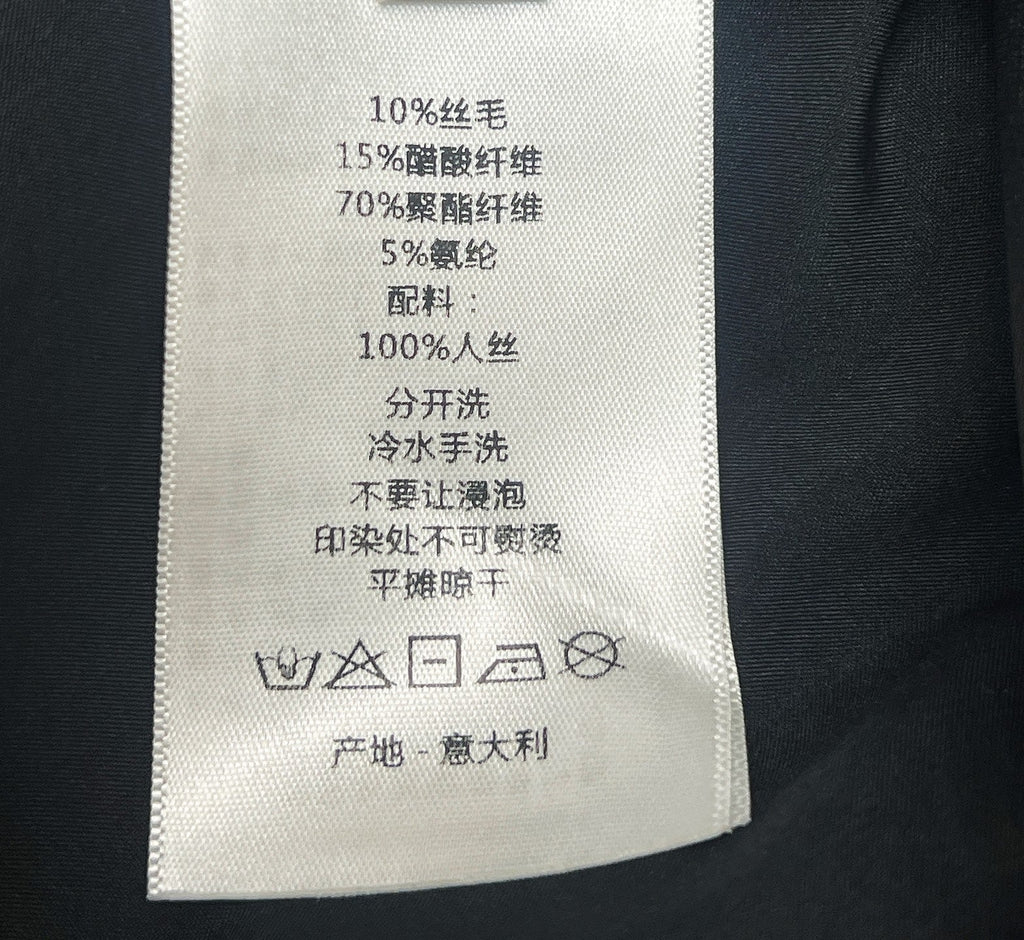 10%丝毛
15%醋酸纤维
70%聚酯纤维
5%氨纶
配料：
100%人丝
分开洗
冷水手洗
不要让浸泡
印染处不可熨烫
平摊晾干
产地 - 意大利